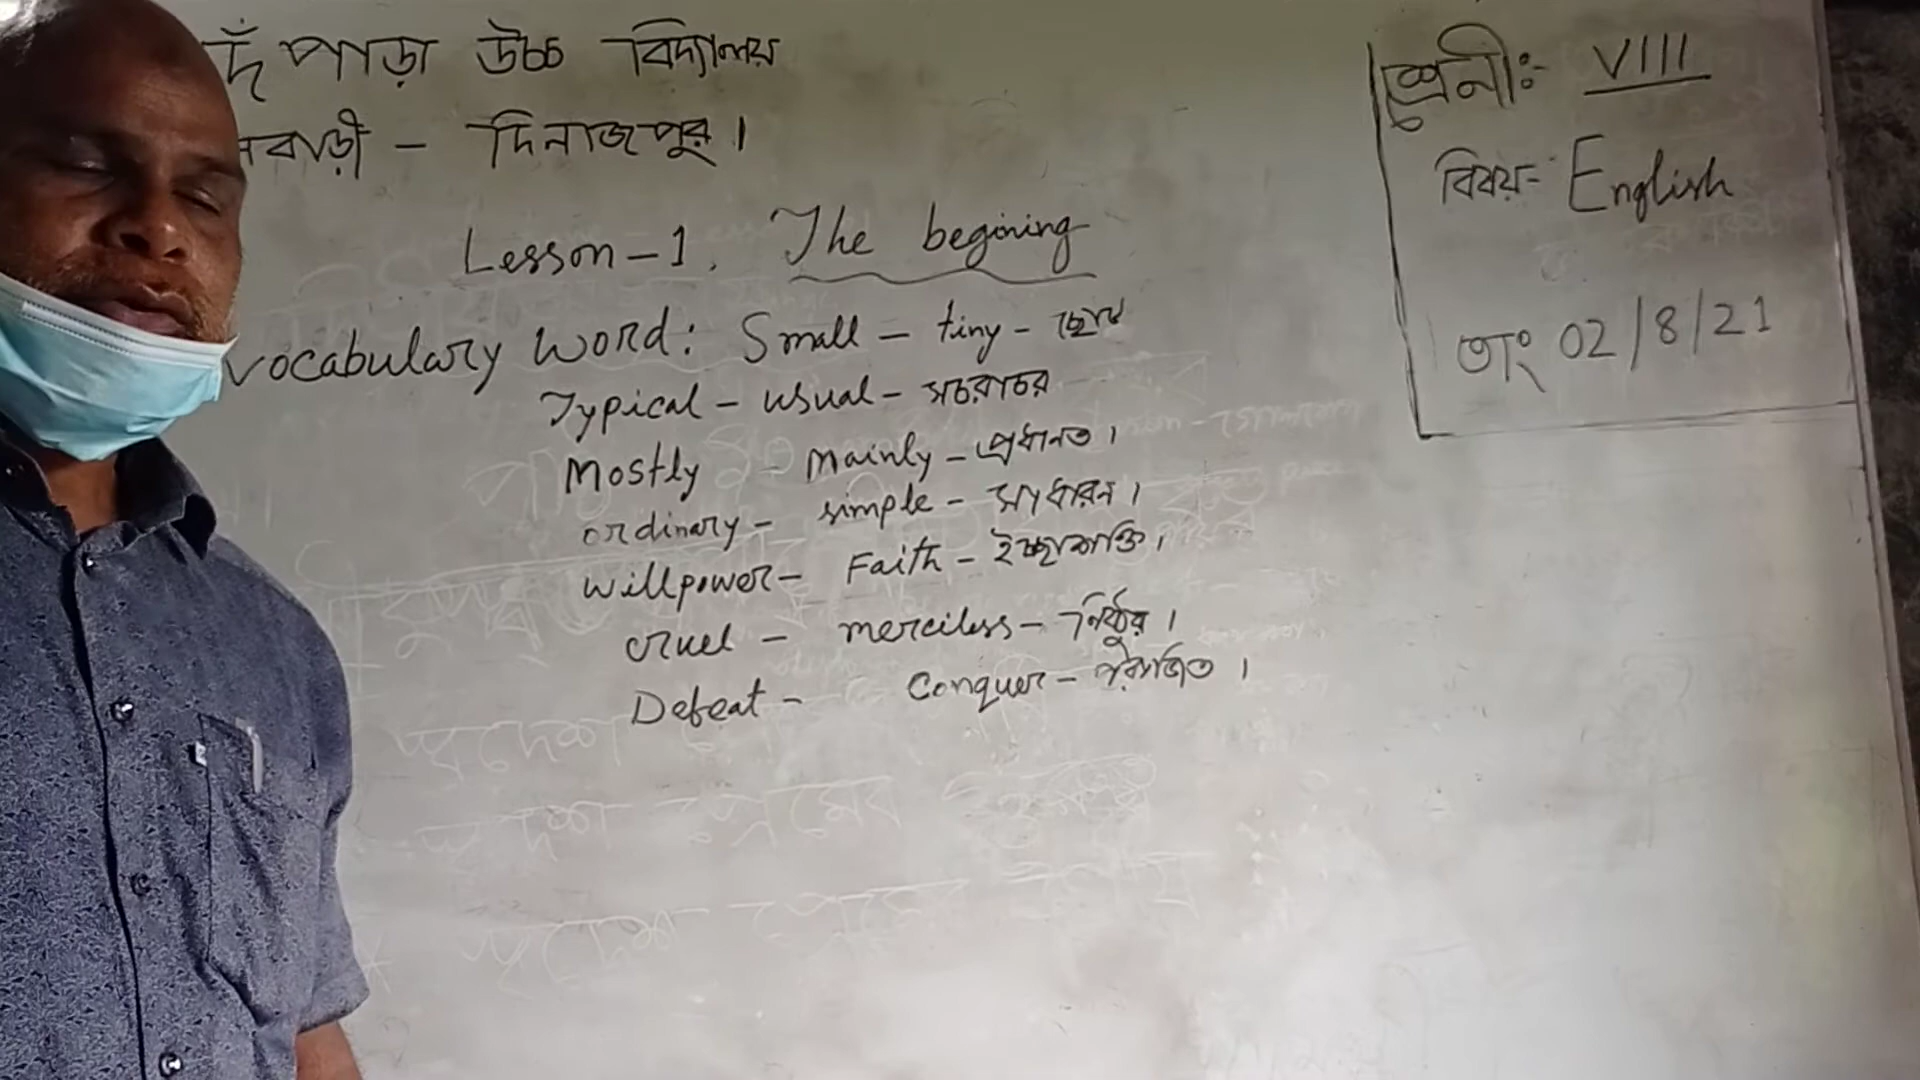 দঁপাড়া উচ্চ বিদ্যালয়
বাড়ী - দিনাজপুর।
শ্রেনীঃ- VIII
বিষয়- English
তাং 02/8/21
Lesson-1. The begining
vocabulary word: Small - tiny - ছোট
Typical - usual - সচরাচর
Mostly - Mainly - প্রধানত।
ordinary - simple - সাধারন।
willpower - Faith - ইচ্ছাশক্তি।
cruel - merciless - নিষ্ঠুর।
Defeat - Conquer - পরাজিত।